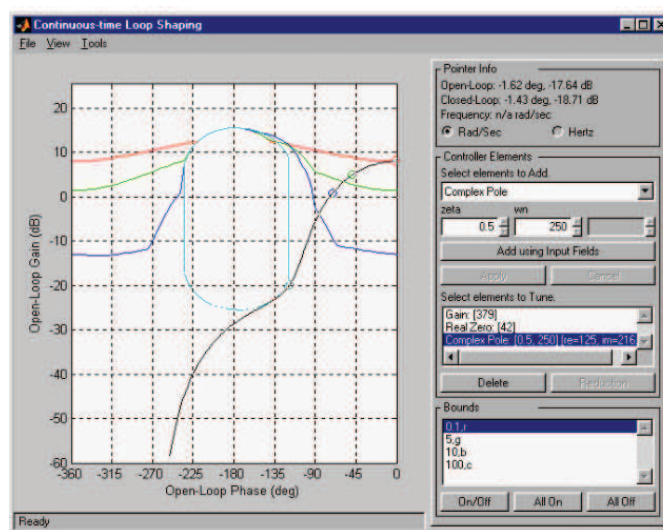 Continuous-time Loop Shaping
File View Tools
20
10
0
-10
-20
-30
-40
-50
-60
-360 -315 -270 -225 -180 -135 -90 -45 0
Open-Loop Gain (dB)
Open-Loop Phase (deg)
Pointer Info
Open-Loop: -1.62 deg, -17.64 dB
Closed-Loop: -1.43 deg, -18.71 dB
Frequency: n/a rad/sec
Rad/Sec Hertz
Controller Elements
Select elements to Add.
Complex Pole
zeta wn
0.5 250
Add using Input Fields
Apply Cancel
Select elements to Tune.
Gain: [379]
Real Zero: [42]
Complex Pole: [0.5, 250] [re=125, im=216
Delete Reduction
Bounds
0.1,r
5,g
10,b
100,c
On/Off All On All Off
Ready